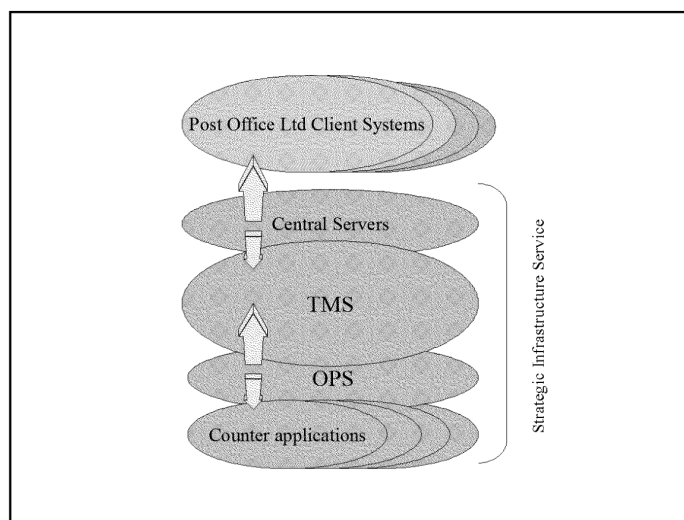 Post Office Ltd Client Systems
Central Servers
TMS
OPS
Counter applications
Strategic Infrastructure Service